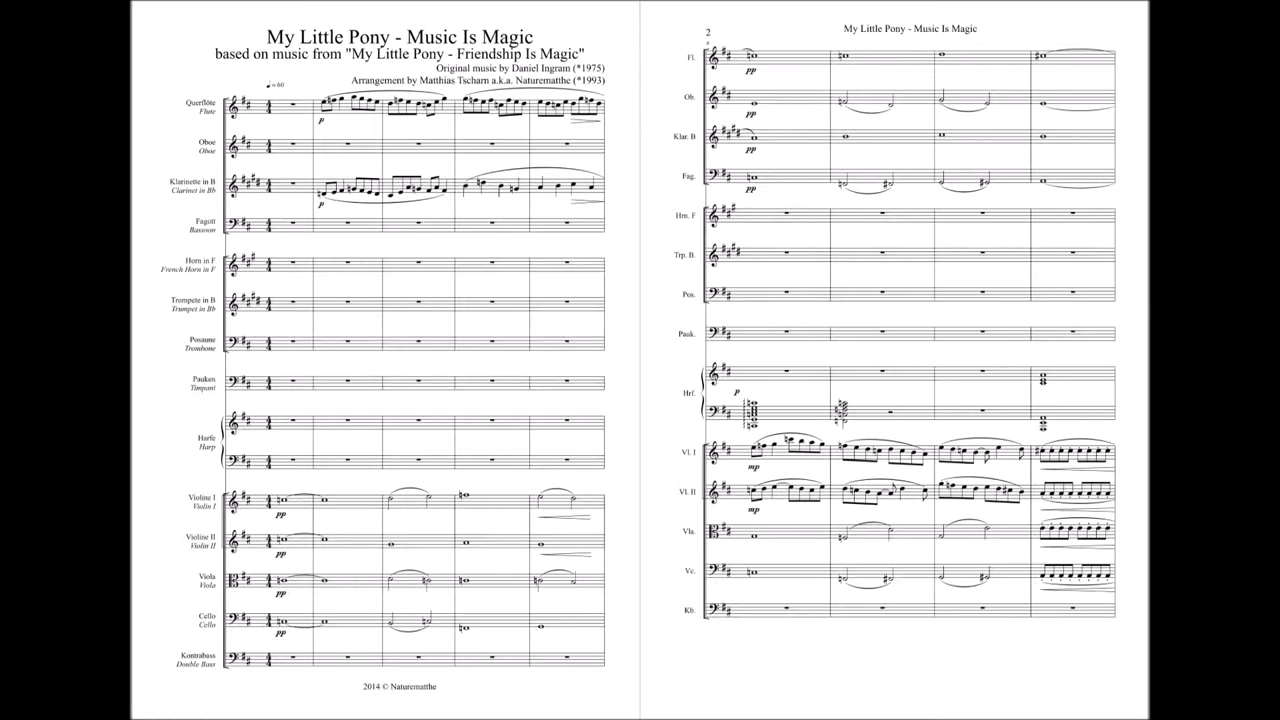 My Little Pony - Music Is Magic
based on music from "My Little Pony - Friendship Is Magic"
Original music by Daniel Ingram (*1975)
Arrangement by Matthias Tscharn a.k.a. Naturematthe (*1993)
♩ = 60
Querflöte
Flute
p
Oboe
Oboe
Klarinette in B
Clarinet in Bb
p
Fagott
Bassoon
Horn in F
French Horn in F
Trompete in B
Trumpet in Bb
Posaune
Trombone
Pauken
Timpani
Harfe
Harp
Violine I
Violin I
pp
Violine II
Violin II
pp
Viola
Viola
pp
Cello
Cello
pp
Kontrabass
Double Bass
2014 © Naturematthe
2
My Little Pony - Music Is Magic
Fl.
pp
Ob.
pp
Klar. B
pp
Fag.
pp
Hrn. F
Trp. B.
Pos.
Pauk.
p
Hrf.
Vl. I
mp
Vl. II
mp
Vla.
Vc.
Kb.